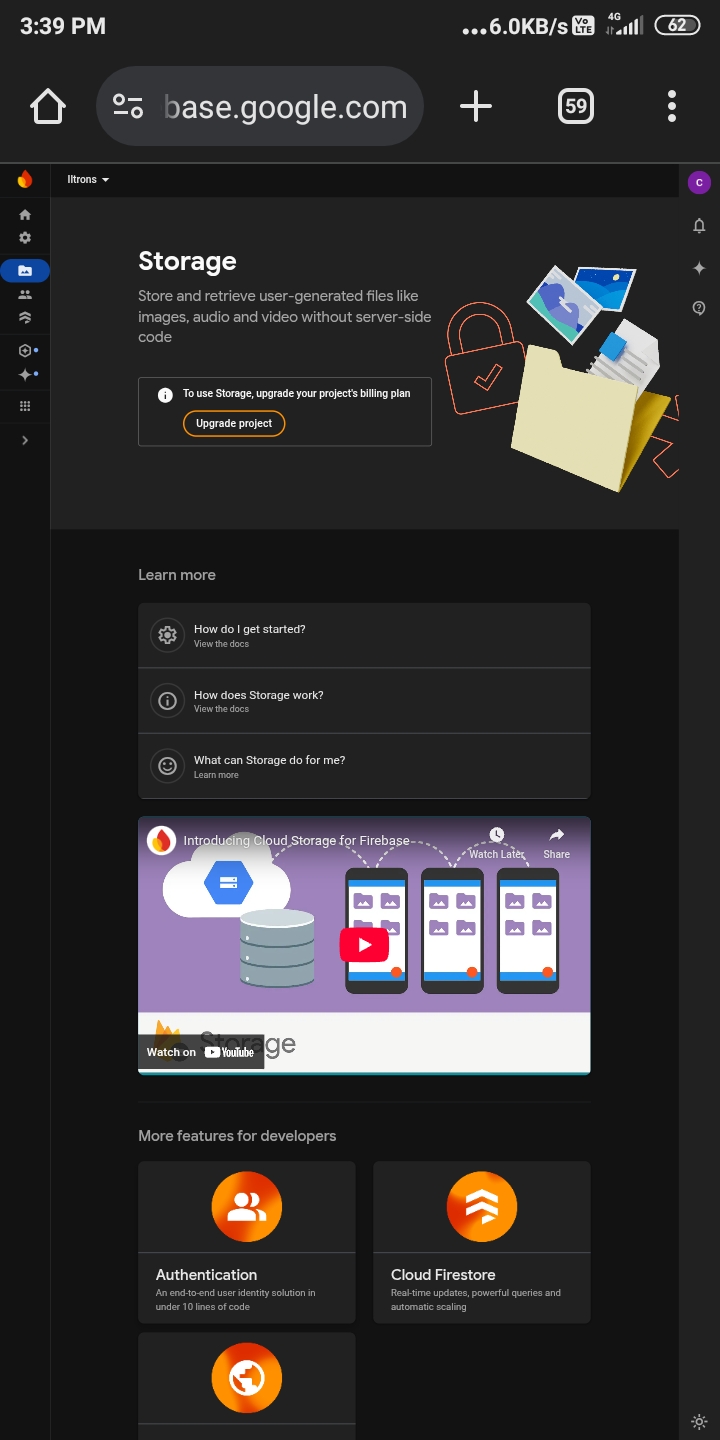 3:39 PM
...6.0KB/s
Vo
LTE
4G
62
base.google.com
59
Iltrons
C
Storage
Store and retrieve user-generated files like
images, audio and video without server-side
code
To use Storage, upgrade your project's billing plan
Upgrade project
Learn more
How do I get started?
View the docs
How does Storage work?
View the docs
What can Storage do for me?
Learn more
Introducing Cloud Storage for Firebase
Watch Later
Share
Storage
Watch on YouTube
More features for developers
Authentication
An end-to-end user identity solution in
under 10 lines of code
Cloud Firestore
Real-time updates, powerful queries and
automatic scaling